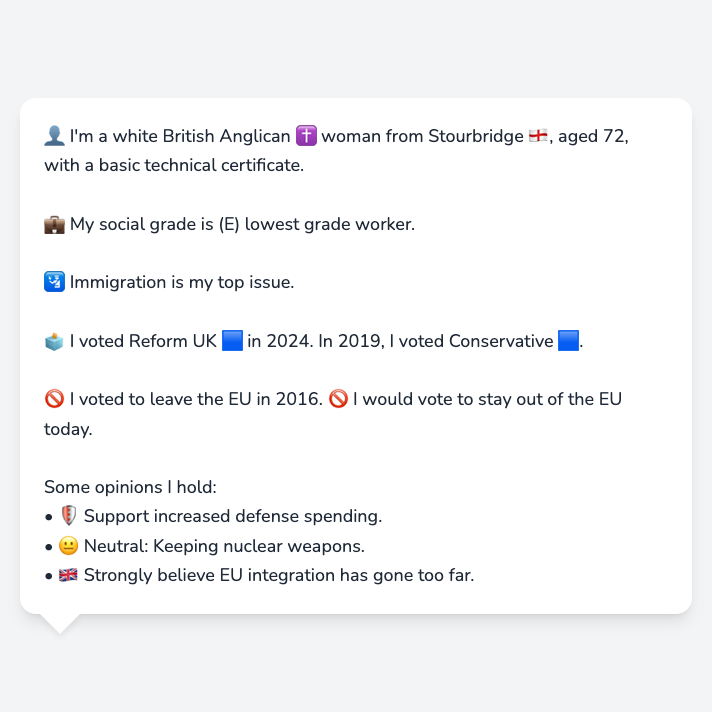 👤 I'm a white British Anglican ✝️ woman from Stourbridge 🏴󠁧󠁢󠁥󠁮󠁧󠁿, aged 72,
with a basic technical certificate.
💼 My social grade is (E) lowest grade worker.
🛂 Immigration is my top issue.
🗳️ I voted Reform UK 🟦 in 2024. In 2019, I voted Conservative 🟦.
🚫 I voted to leave the EU in 2016. 🚫 I would vote to stay out of the EU
today.
Some opinions I hold:
• 🛡️ Support increased defense spending.
• 😐 Neutral: Keeping nuclear weapons.
• 🇬🇧 Strongly believe EU integration has gone too far.